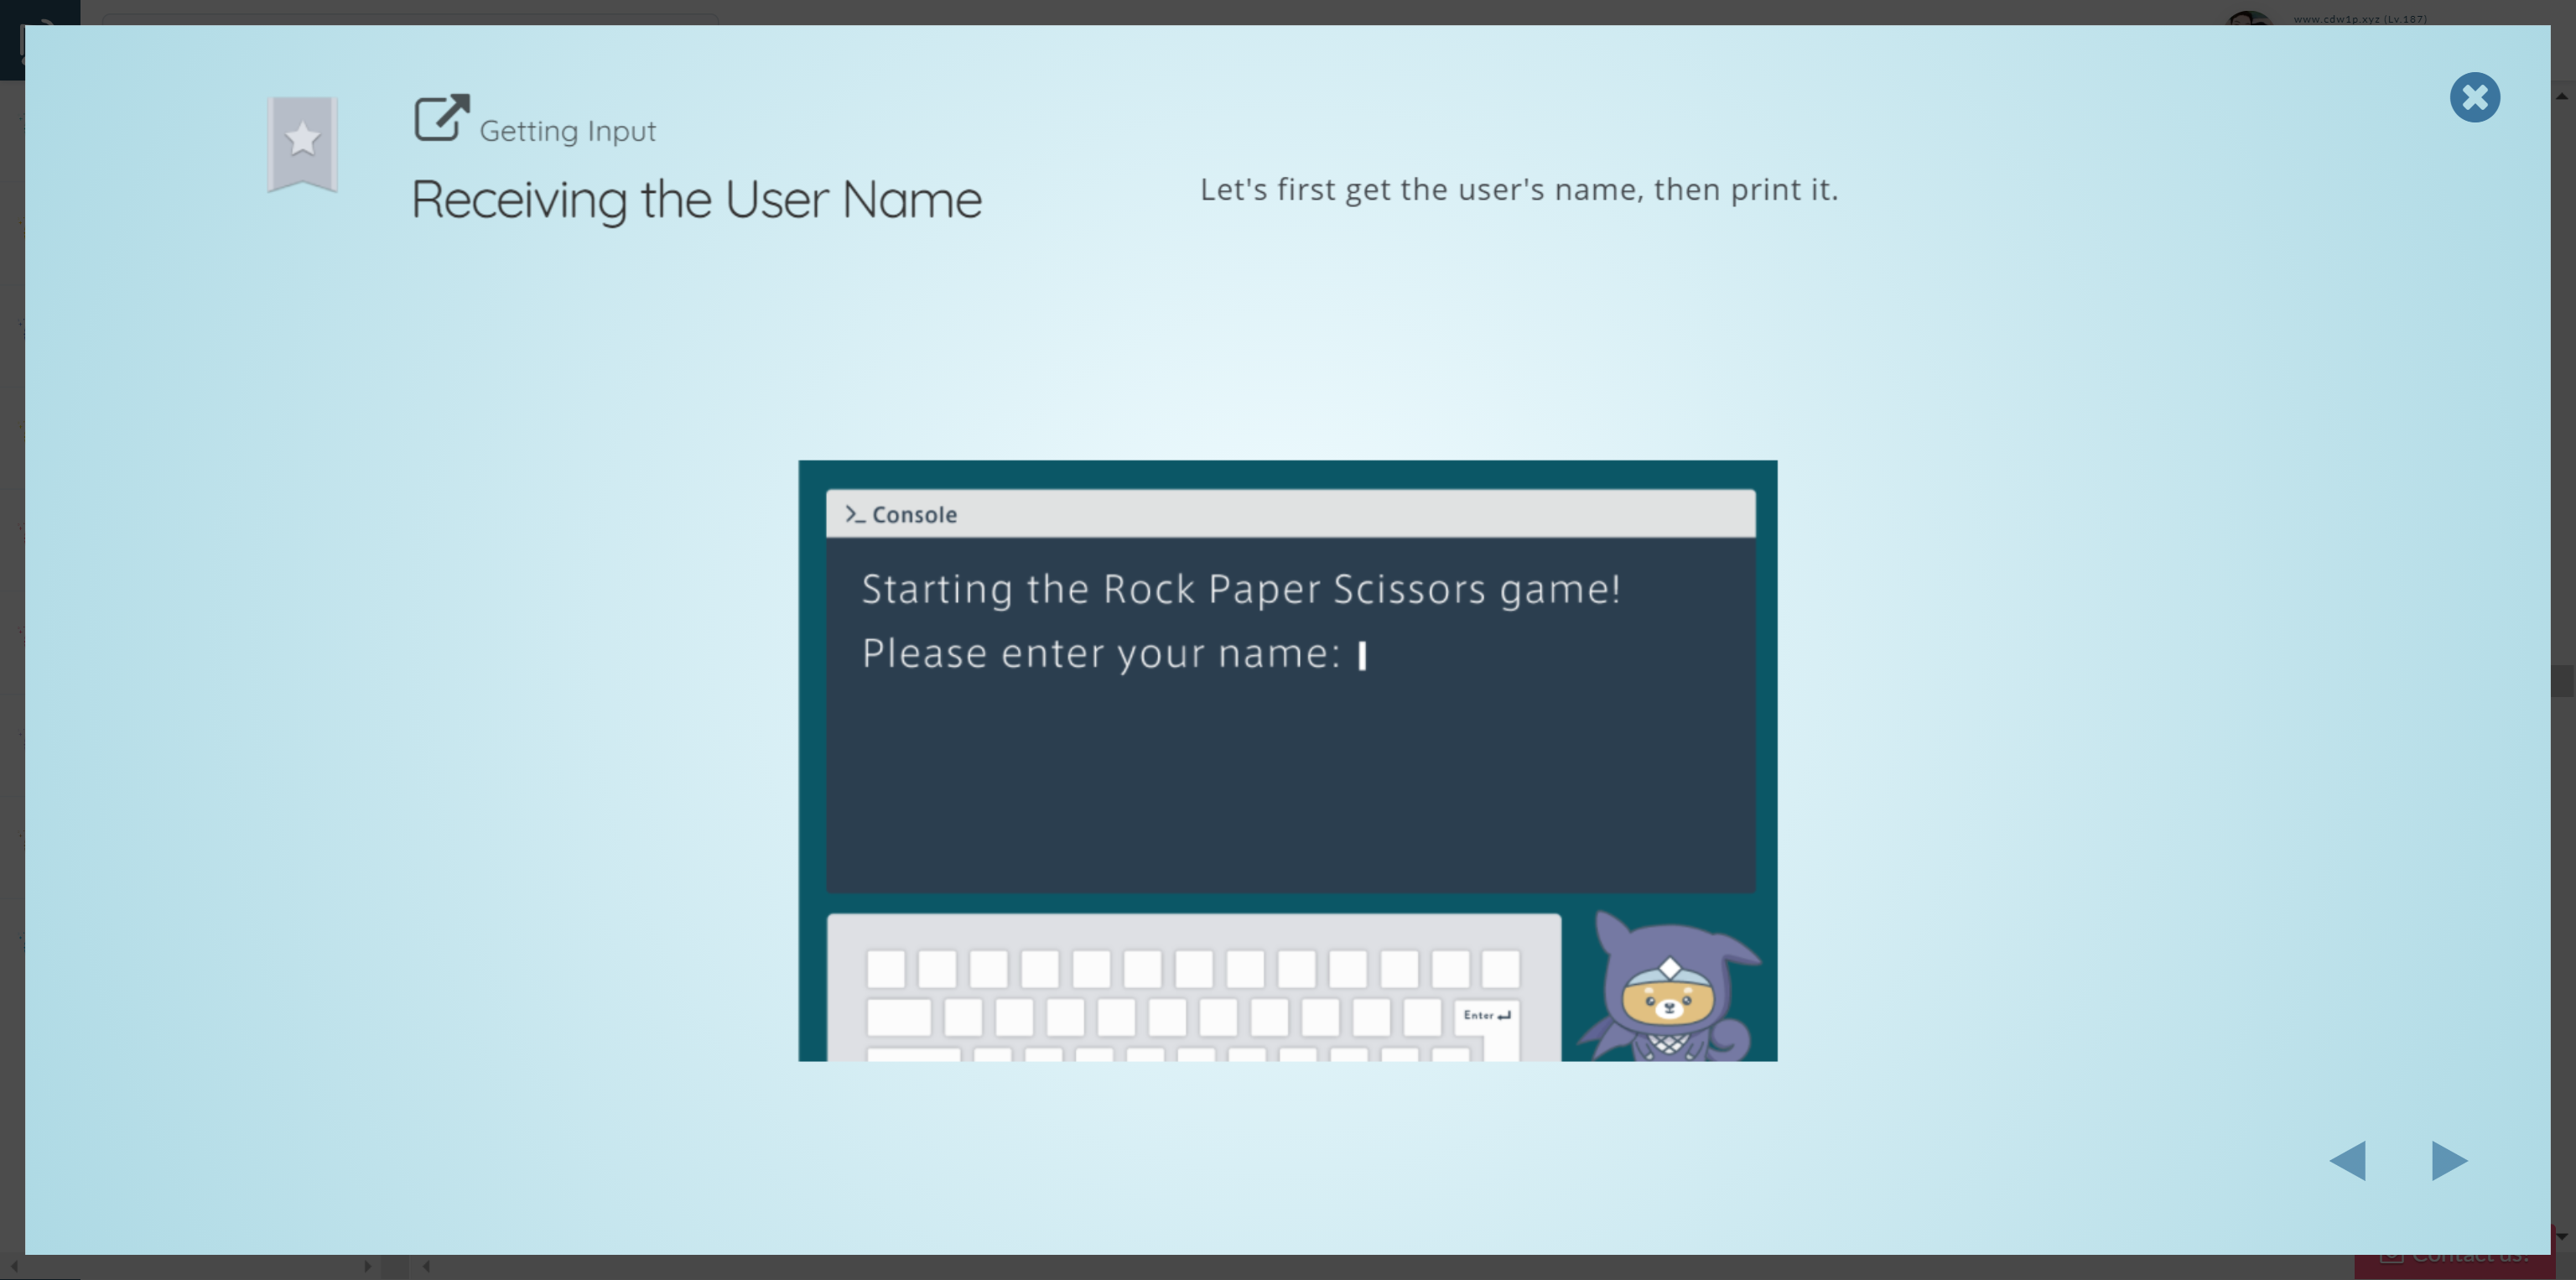 www.cdw1p.xyz (Lv.187)
Getting Input
Receiving the User Name
Let's first get the user's name, then print it.
>_ Console
Starting the Rock Paper Scissors game!
Please enter your name:
Enter
Contact us!